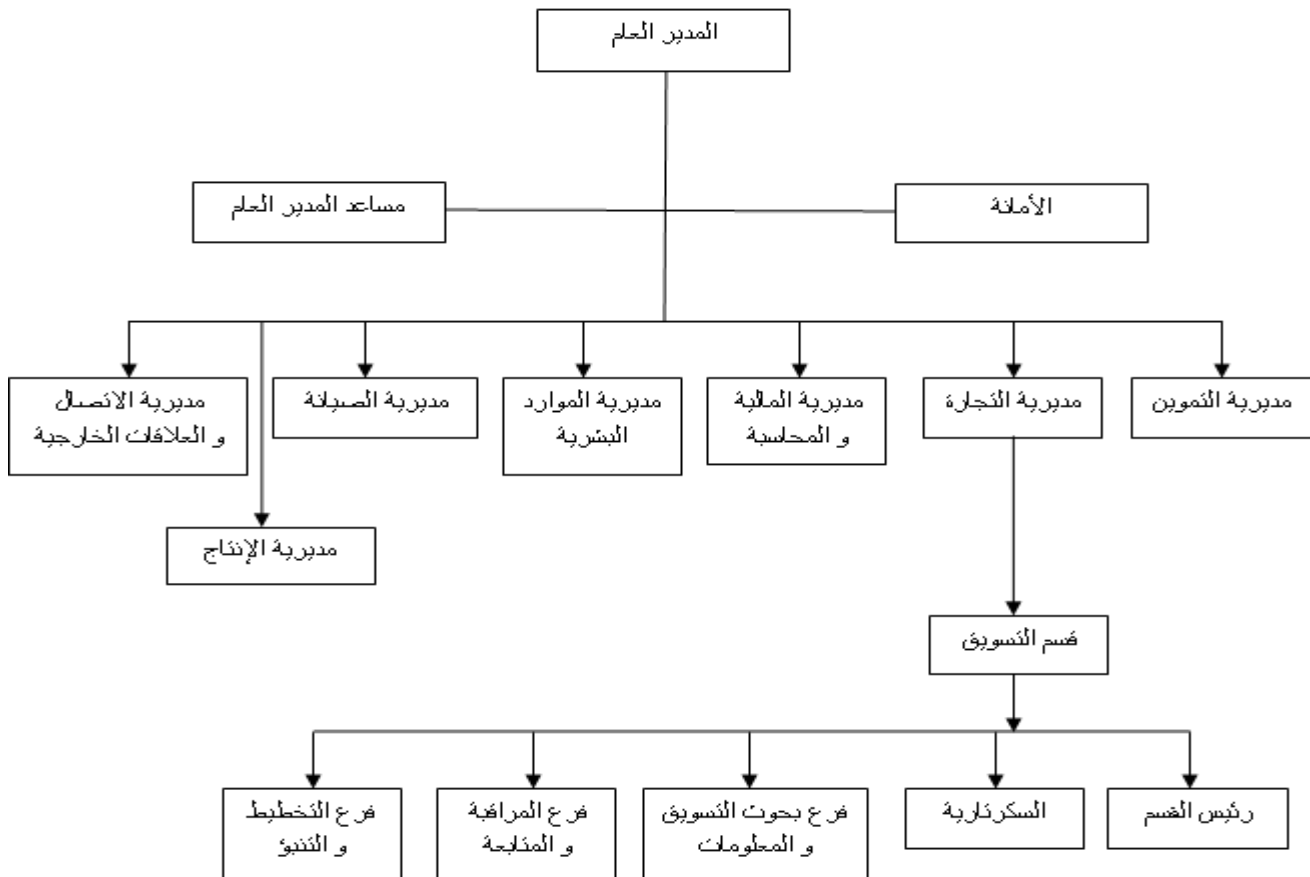 المدير العام
الأمانة
مساعد المدير العام
مديرية التموين
مديرية التجارة
مديرية المالية
و المحاسبة
مديرية الموارد
البشرية
مديرية الصيانة
مديرية الاتصال
و العلاقات الخارجية
مديرية الإنتاج
قسم التسويق
رئيس القسم
السكرتارية
فرع بحوث التسويق
و المعلومات
فرع المراقبة
و المتابعة
فرع التخطيط
و التنبؤ